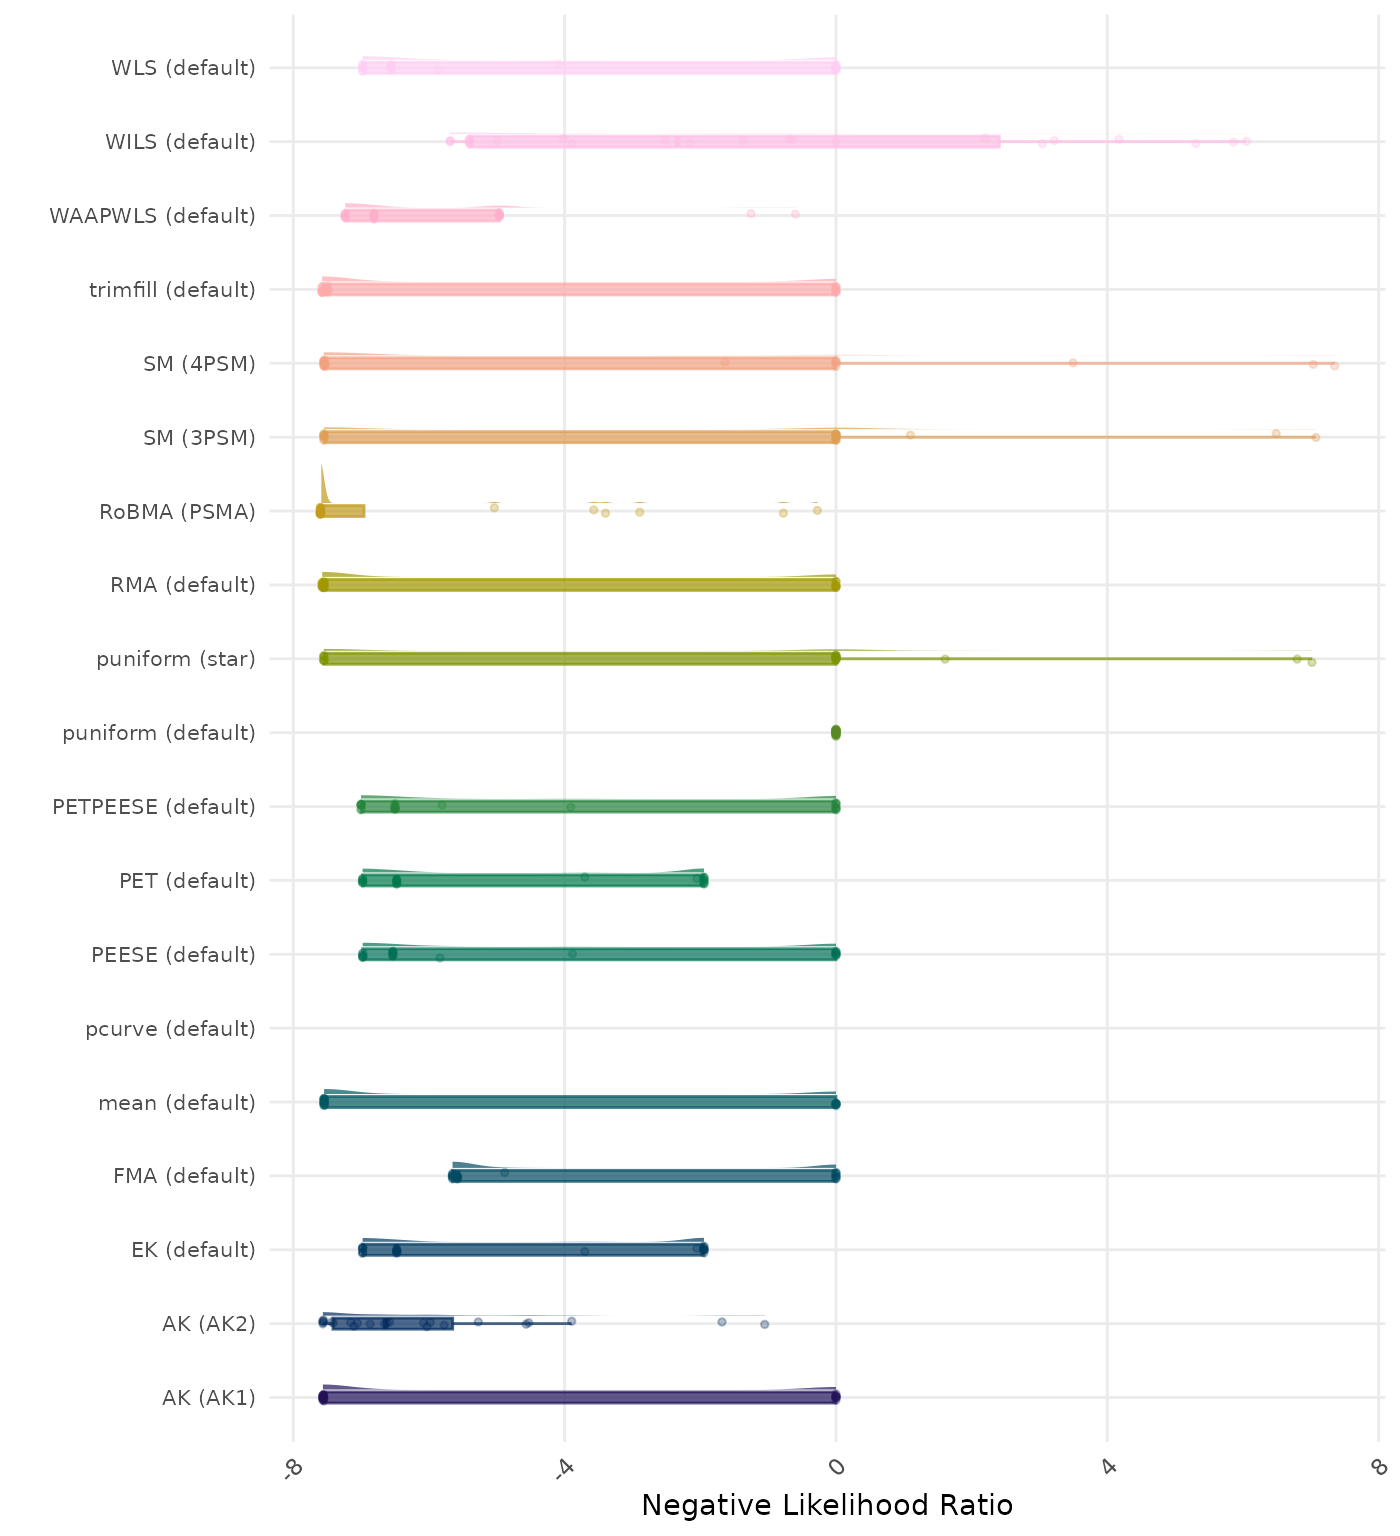 WLS (default)
WILS (default)
WAAPWLS (default)
trimfill (default)
SM (4PSM)
SM (3PSM)
RoBMA (PSMA)
RMA (default)
puniform (star)
puniform (default)
PETPEESE (default)
PET (default)
PEESE (default)
pcurve (default)
mean (default)
FMA (default)
EK (default)
AK (AK2)
AK (AK1)
-8 -4 0 4 8
Negative Likelihood Ratio